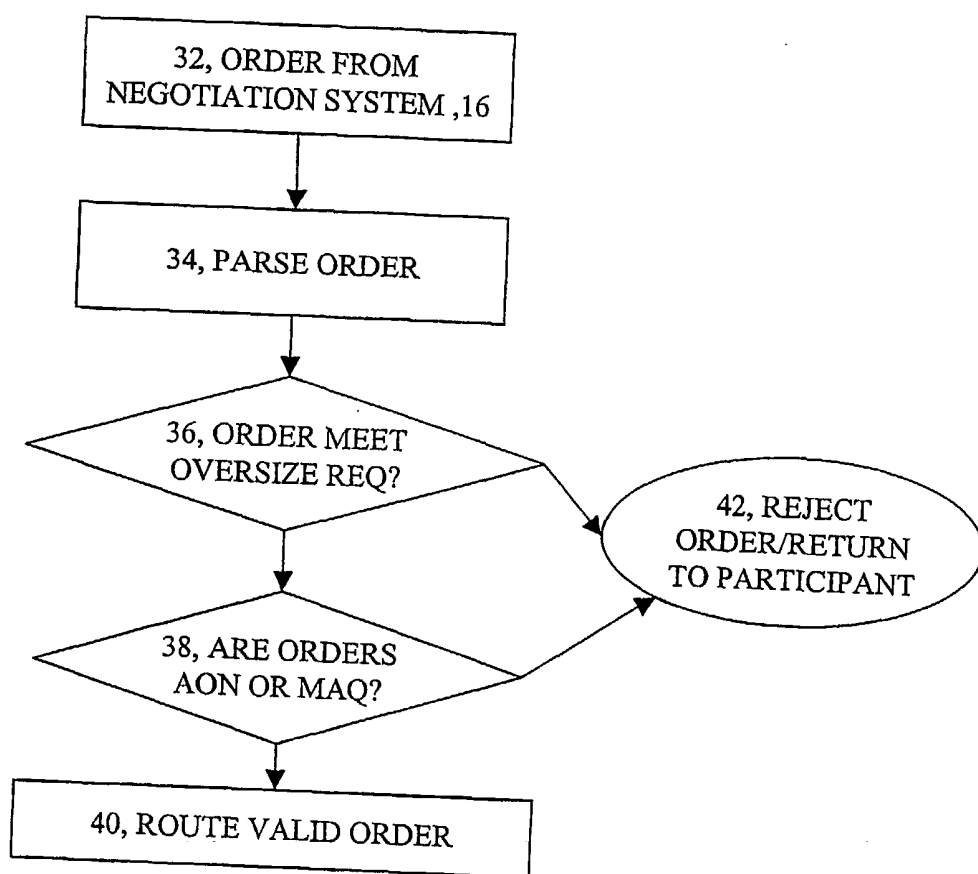 32, ORDER FROM
NEGOTIATION SYSTEM ,16
34, PARSE ORDER
36, ORDER MEET
OVERSIZE REQ?
42, REJECT
ORDER/RETURN
TO PARTICIPANT
38, ARE ORDERS
AON OR MAQ?
40, ROUTE VALID ORDER